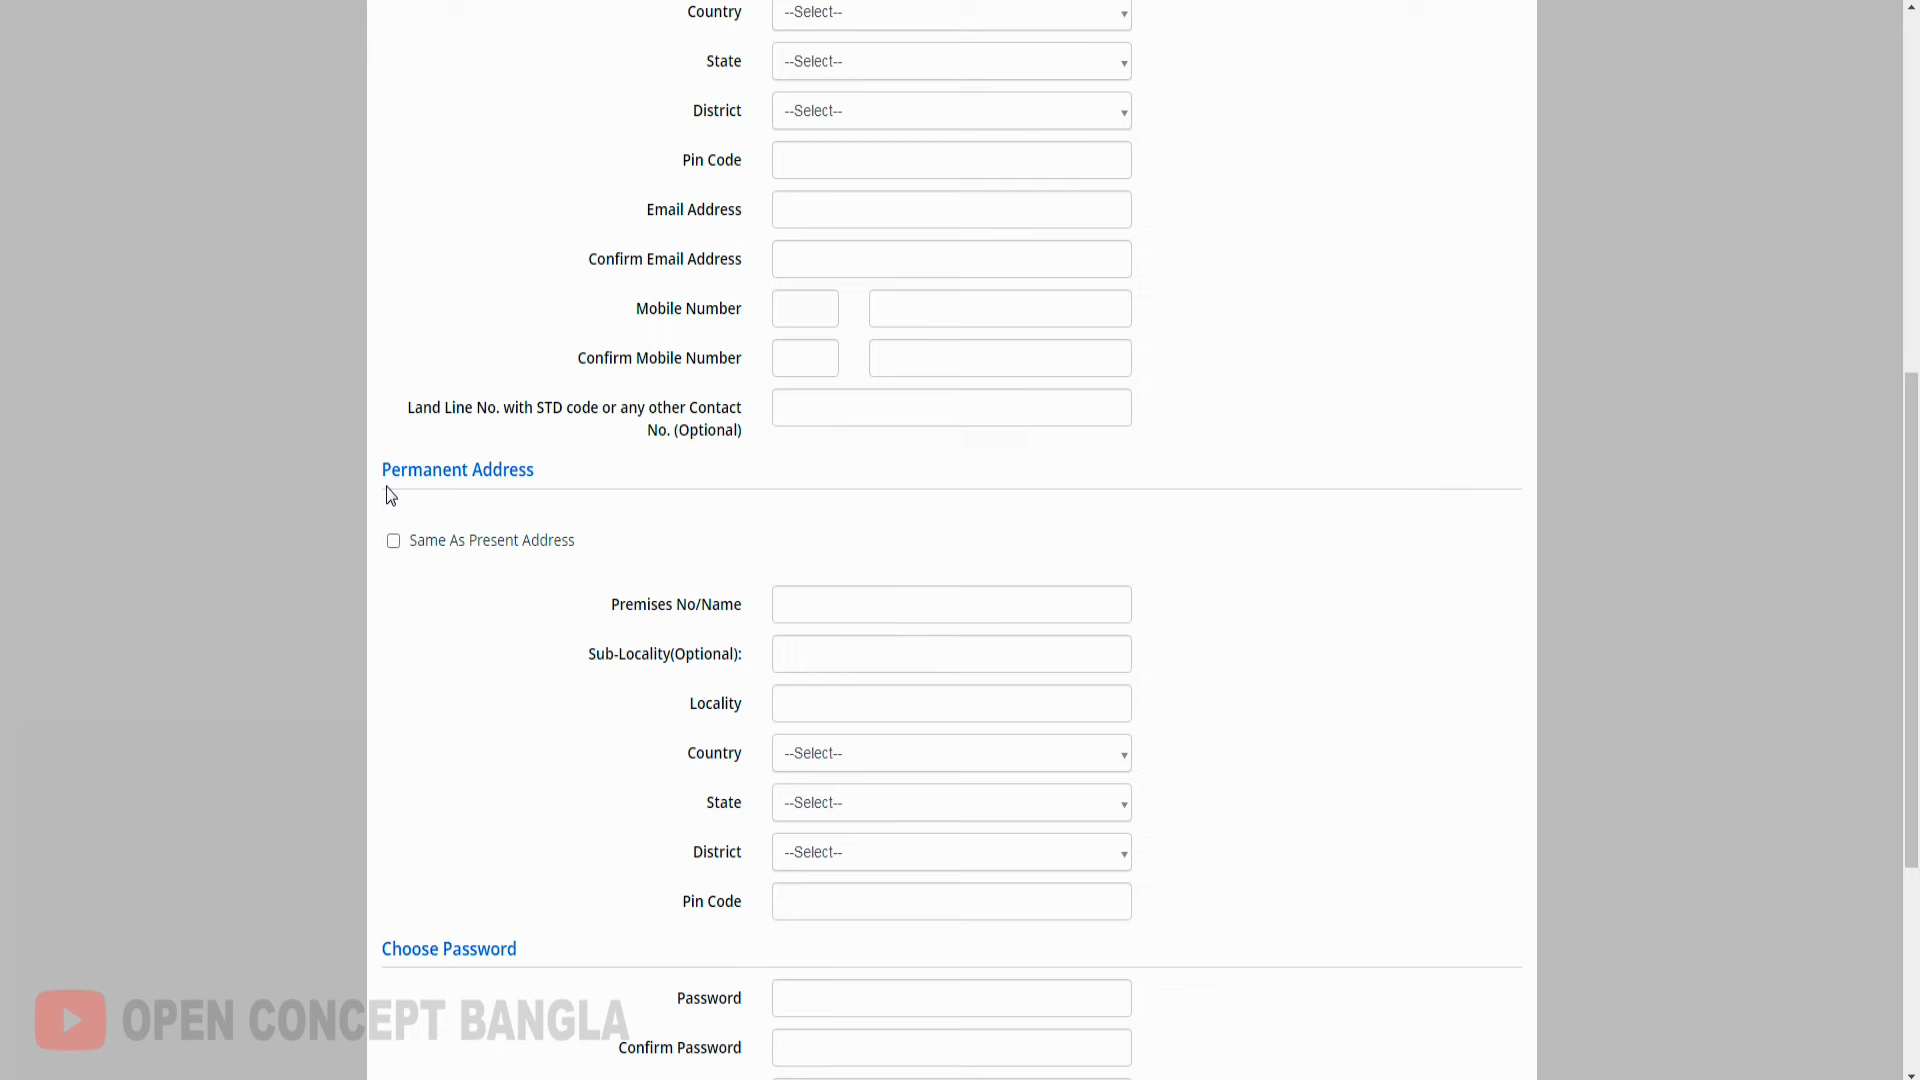 Country --Select--
State --Select--
District --Select--
Pin Code
Email Address
Confirm Email Address
Mobile Number
Confirm Mobile Number
Land Line No. with STD code or any other Contact
No. (Optional)
Permanent Address
Same As Present Address
Premises No/Name
Sub-Locality(Optional):
Locality
Country --Select--
State --Select--
District --Select--
Pin Code
Choose Password
Password
OPEN CONCEPT BANGLA
Confirm Password